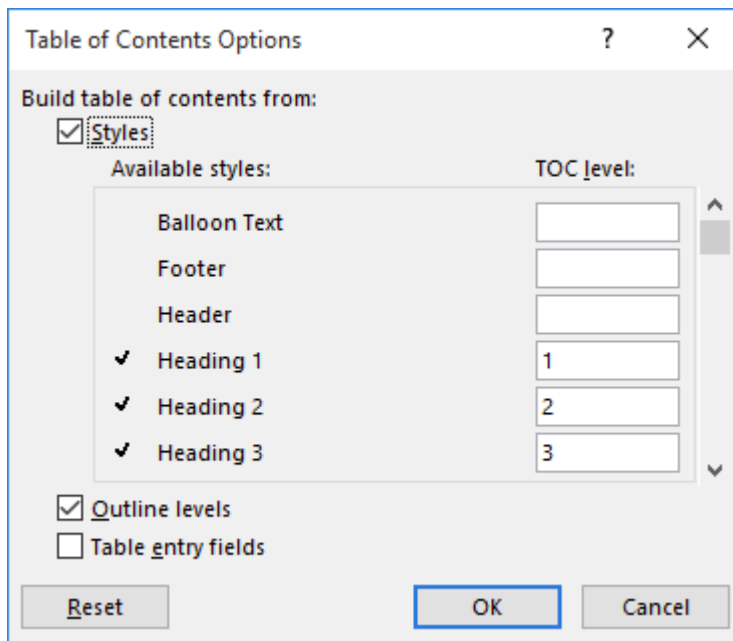 Table of Contents Options ?
Build table of contents from:
Styles
Available styles: TOC level:
Balloon Text
Footer
Header
Heading 1 1
Heading 2 2
Heading 3 3
Outline levels
Table entry fields
Reset OK Cancel